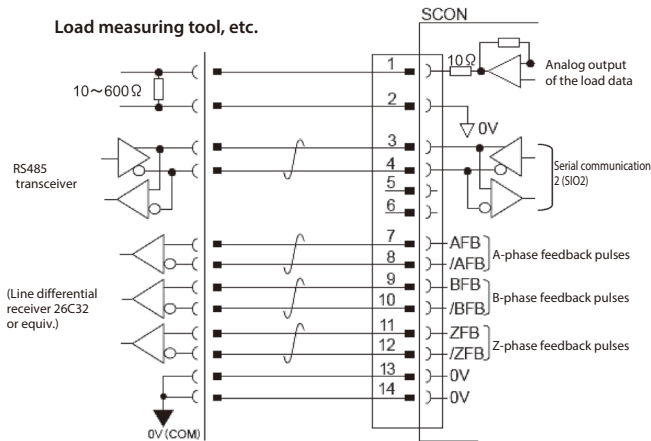 SCON
Load measuring tool, etc.
1
10Ω
Analog output
of the load data
10～600Ω
2
0V
3
RS485
transceiver
4
Serial communication
2 (SIO2)
5
6
7
AFB
A-phase feedback pulses
8
/AFB
(Line differential
receiver 26C32
or equiv.)
9
BFB
B-phase feedback pulses
10
/BFB
11
ZFB
Z-phase feedback pulses
12
/ZFB
13
0V
14
0V
0V(COM)